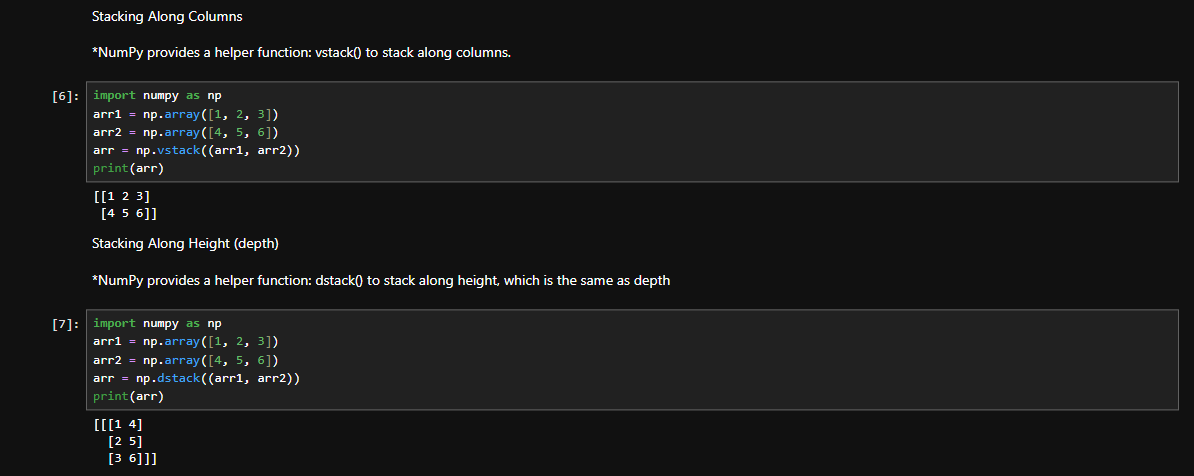 Stacking Along Columns
*NumPy provides a helper function: vstack() to stack along columns.
[6]: import numpy as np
arr1 = np.array([1, 2, 3])
arr2 = np.array([4, 5, 6])
arr = np.vstack((arr1, arr2))
print(arr)
[[1 2 3]
 [4 5 6]]
Stacking Along Height (depth)
*NumPy provides a helper function: dstack() to stack along height, which is the same as depth
[7]: import numpy as np
arr1 = np.array([1, 2, 3])
arr2 = np.array([4, 5, 6])
arr = np.dstack((arr1, arr2))
print(arr)
[[[1 4]
  [2 5]
  [3 6]]]